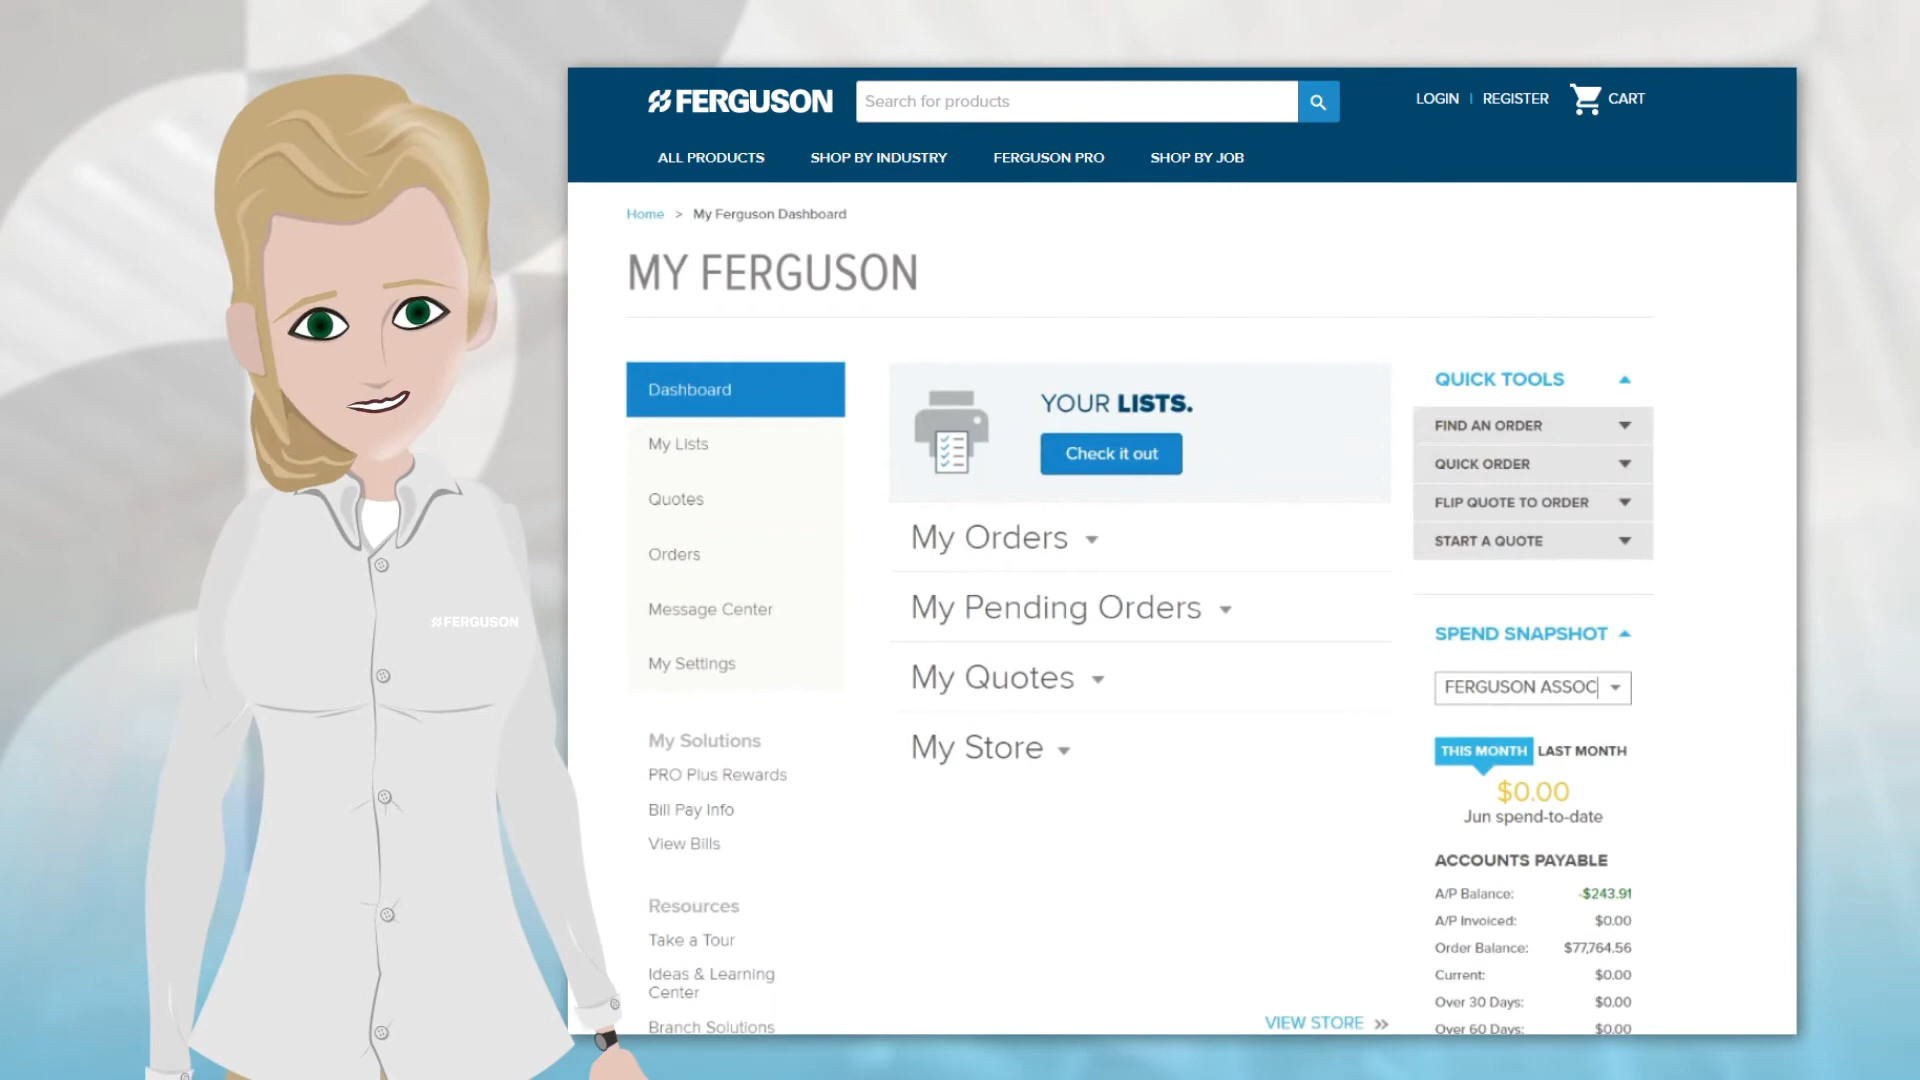 FERGUSON
Search for products
LOGIN | REGISTER CART
ALL PRODUCTS SHOP BY INDUSTRY FERGUSON PRO SHOP BY JOB
Home > My Ferguson Dashboard
MY FERGUSON
Dashboard
My Lists
Quotes
Orders
Message Center
My Settings
My Solutions
PRO Plus Rewards
Bill Pay Info
View Bills
Resources
Take a Tour
Ideas & Learning
Center
Branch Solutions
YOUR LISTS.
Check it out
My Orders
My Pending Orders
My Quotes
My Store
VIEW STORE >>
QUICK TOOLS
FIND AN ORDER
QUICK ORDER
FLIP QUOTE TO ORDER
START A QUOTE
SPEND SNAPSHOT
FERGUSON ASSOC
THIS MONTH LAST MONTH
$0.00
Jun spend-to-date
ACCOUNTS PAYABLE
A/P Balance: -$243.91
A/P Invoiced: $0.00
Order Balance: $77,764.56
Current: $0.00
Over 30 Days: $0.00
Over 60 Days: $0.00
FERGUSON